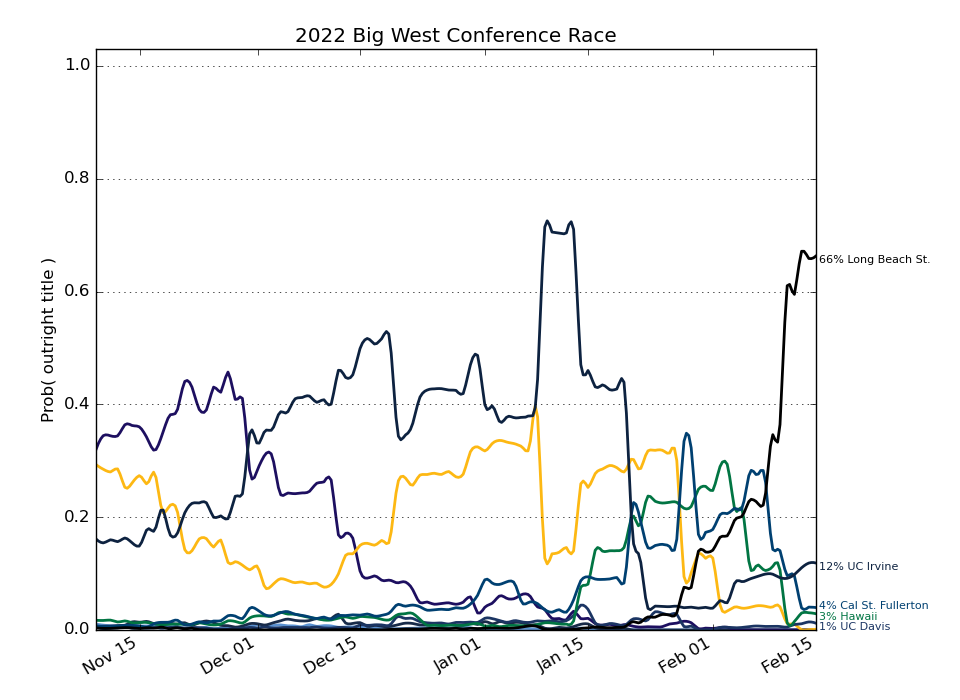 2022 Big West Conference Race
Prob( outright title )
1.0
0.8
0.6
0.4
0.2
0.0
66% Long Beach St.
12% UC Irvine
4% Cal St. Fullerton
3% Hawaii
1% UC Davis
Nov 15
Dec 01
Dec 15
Jan 01
Jan 15
Feb 01
Feb 15